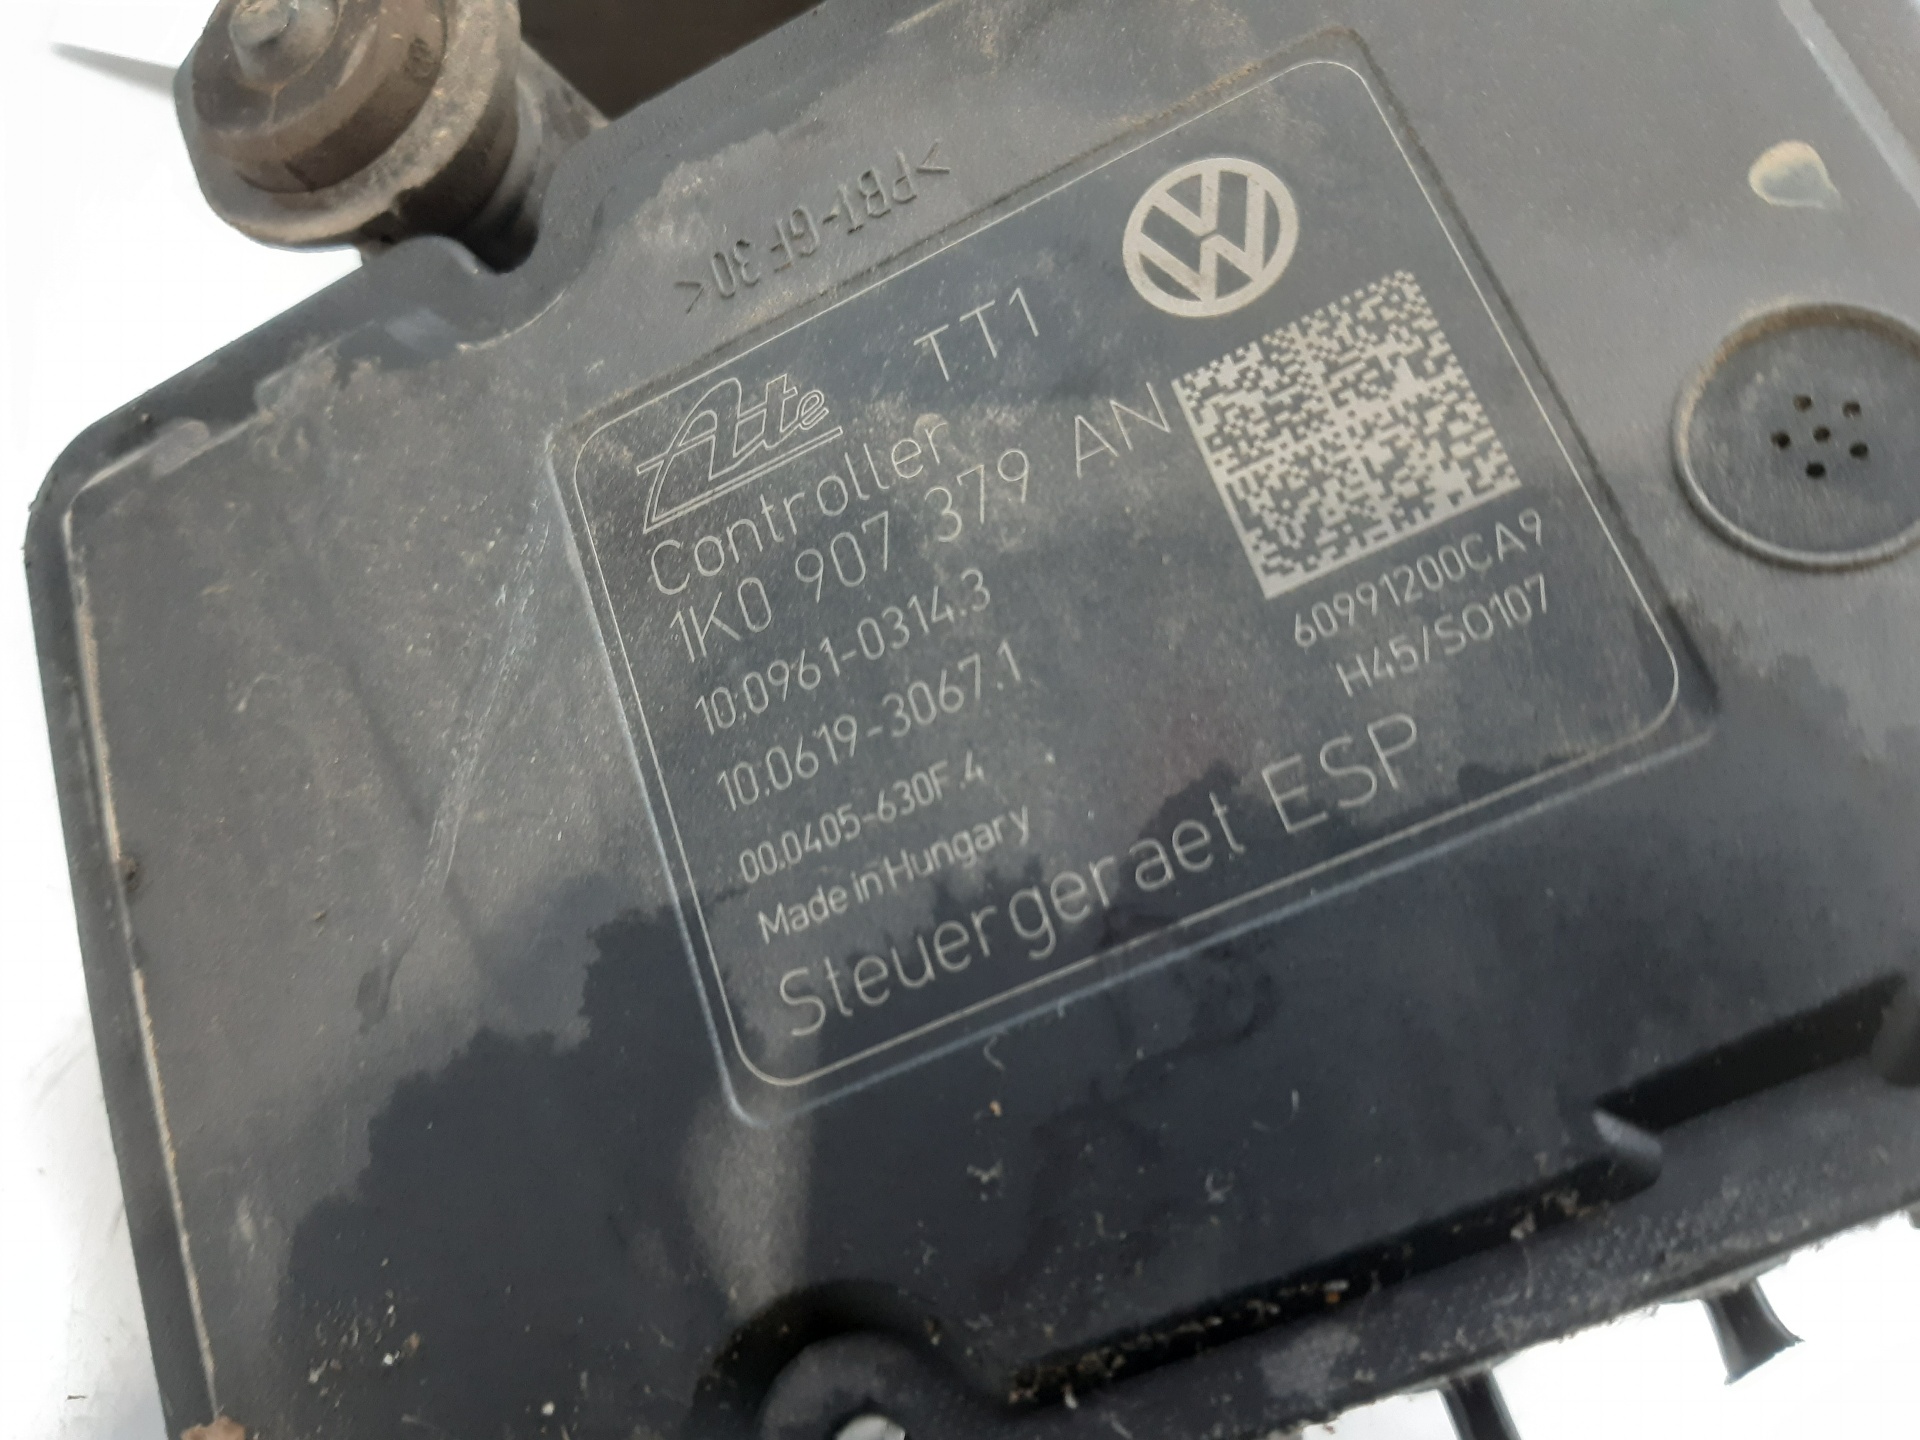 >PBT-GF30<
Ate TT1
Controller
1K0 907 379 AN
10.0961-0314.3
10.0619-3067.1
00.0405-630F.4
Made in Hungary
60991200CA9
H45/SO107
Steuergeraet ESP